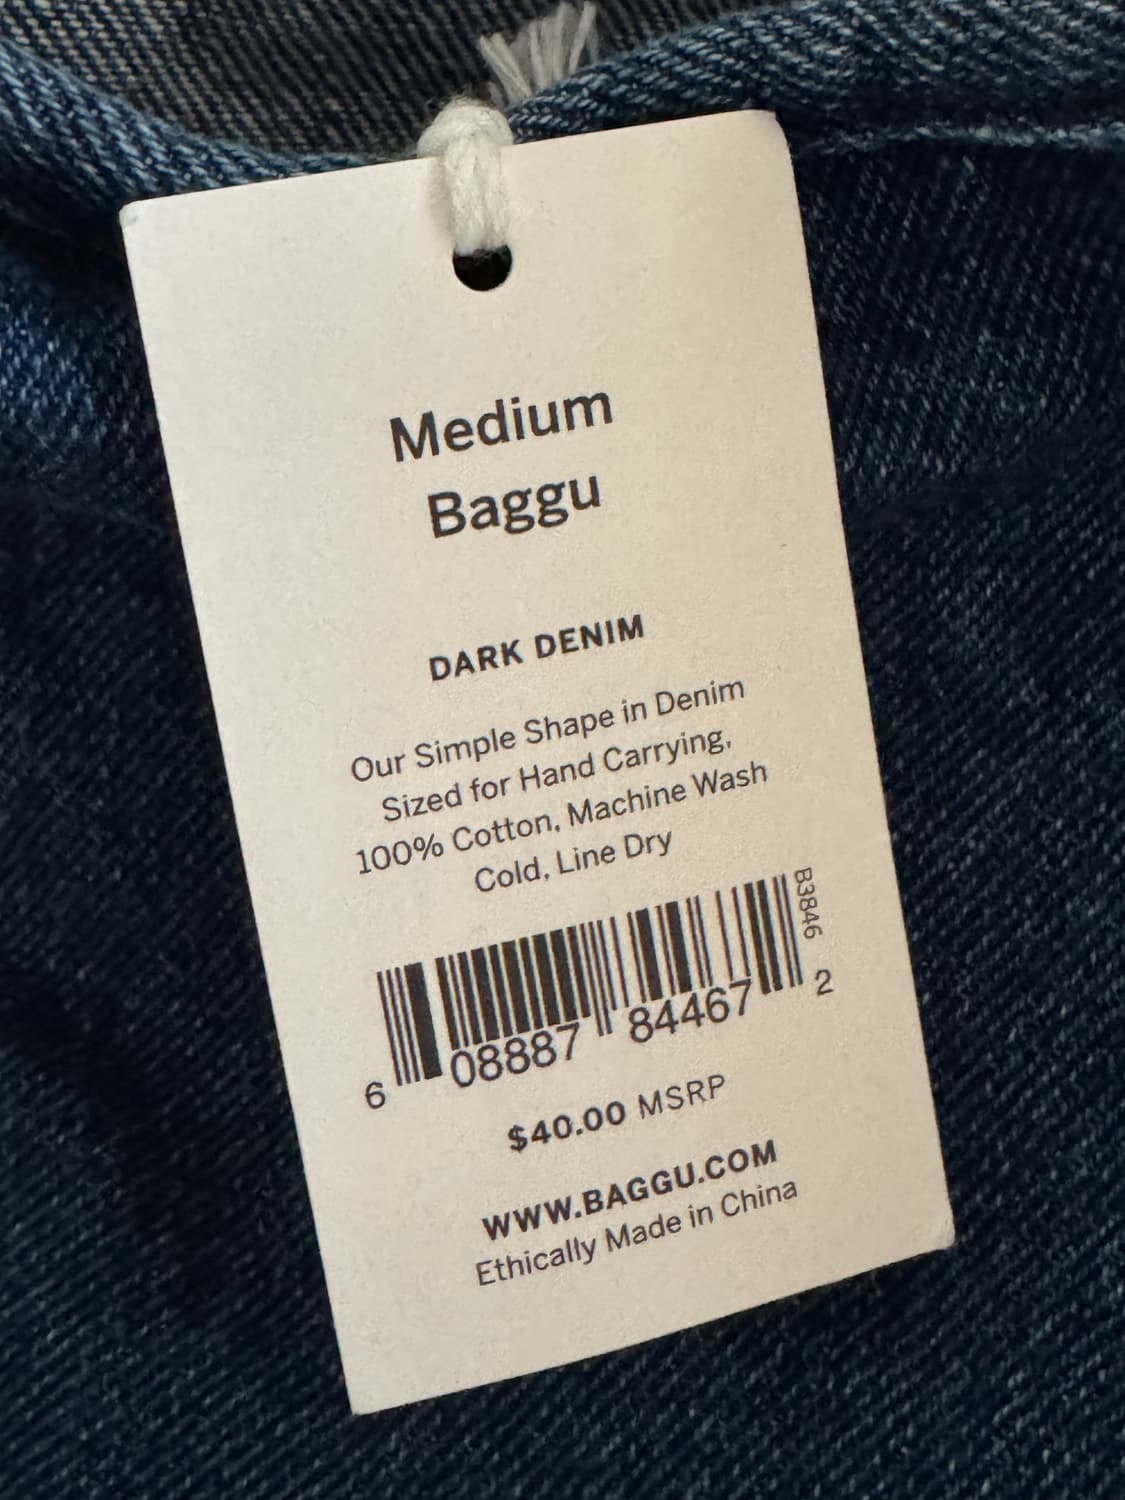 Medium
Baggu
DARK DENIM
Our Simple Shape in Denim
Sized for Hand Carrying,
100% Cotton, Machine Wash
Cold, Line Dry
B3846
6 08887 84467 2
$40.00 MSRP
WWW.BAGGU.COM
Ethically Made in China